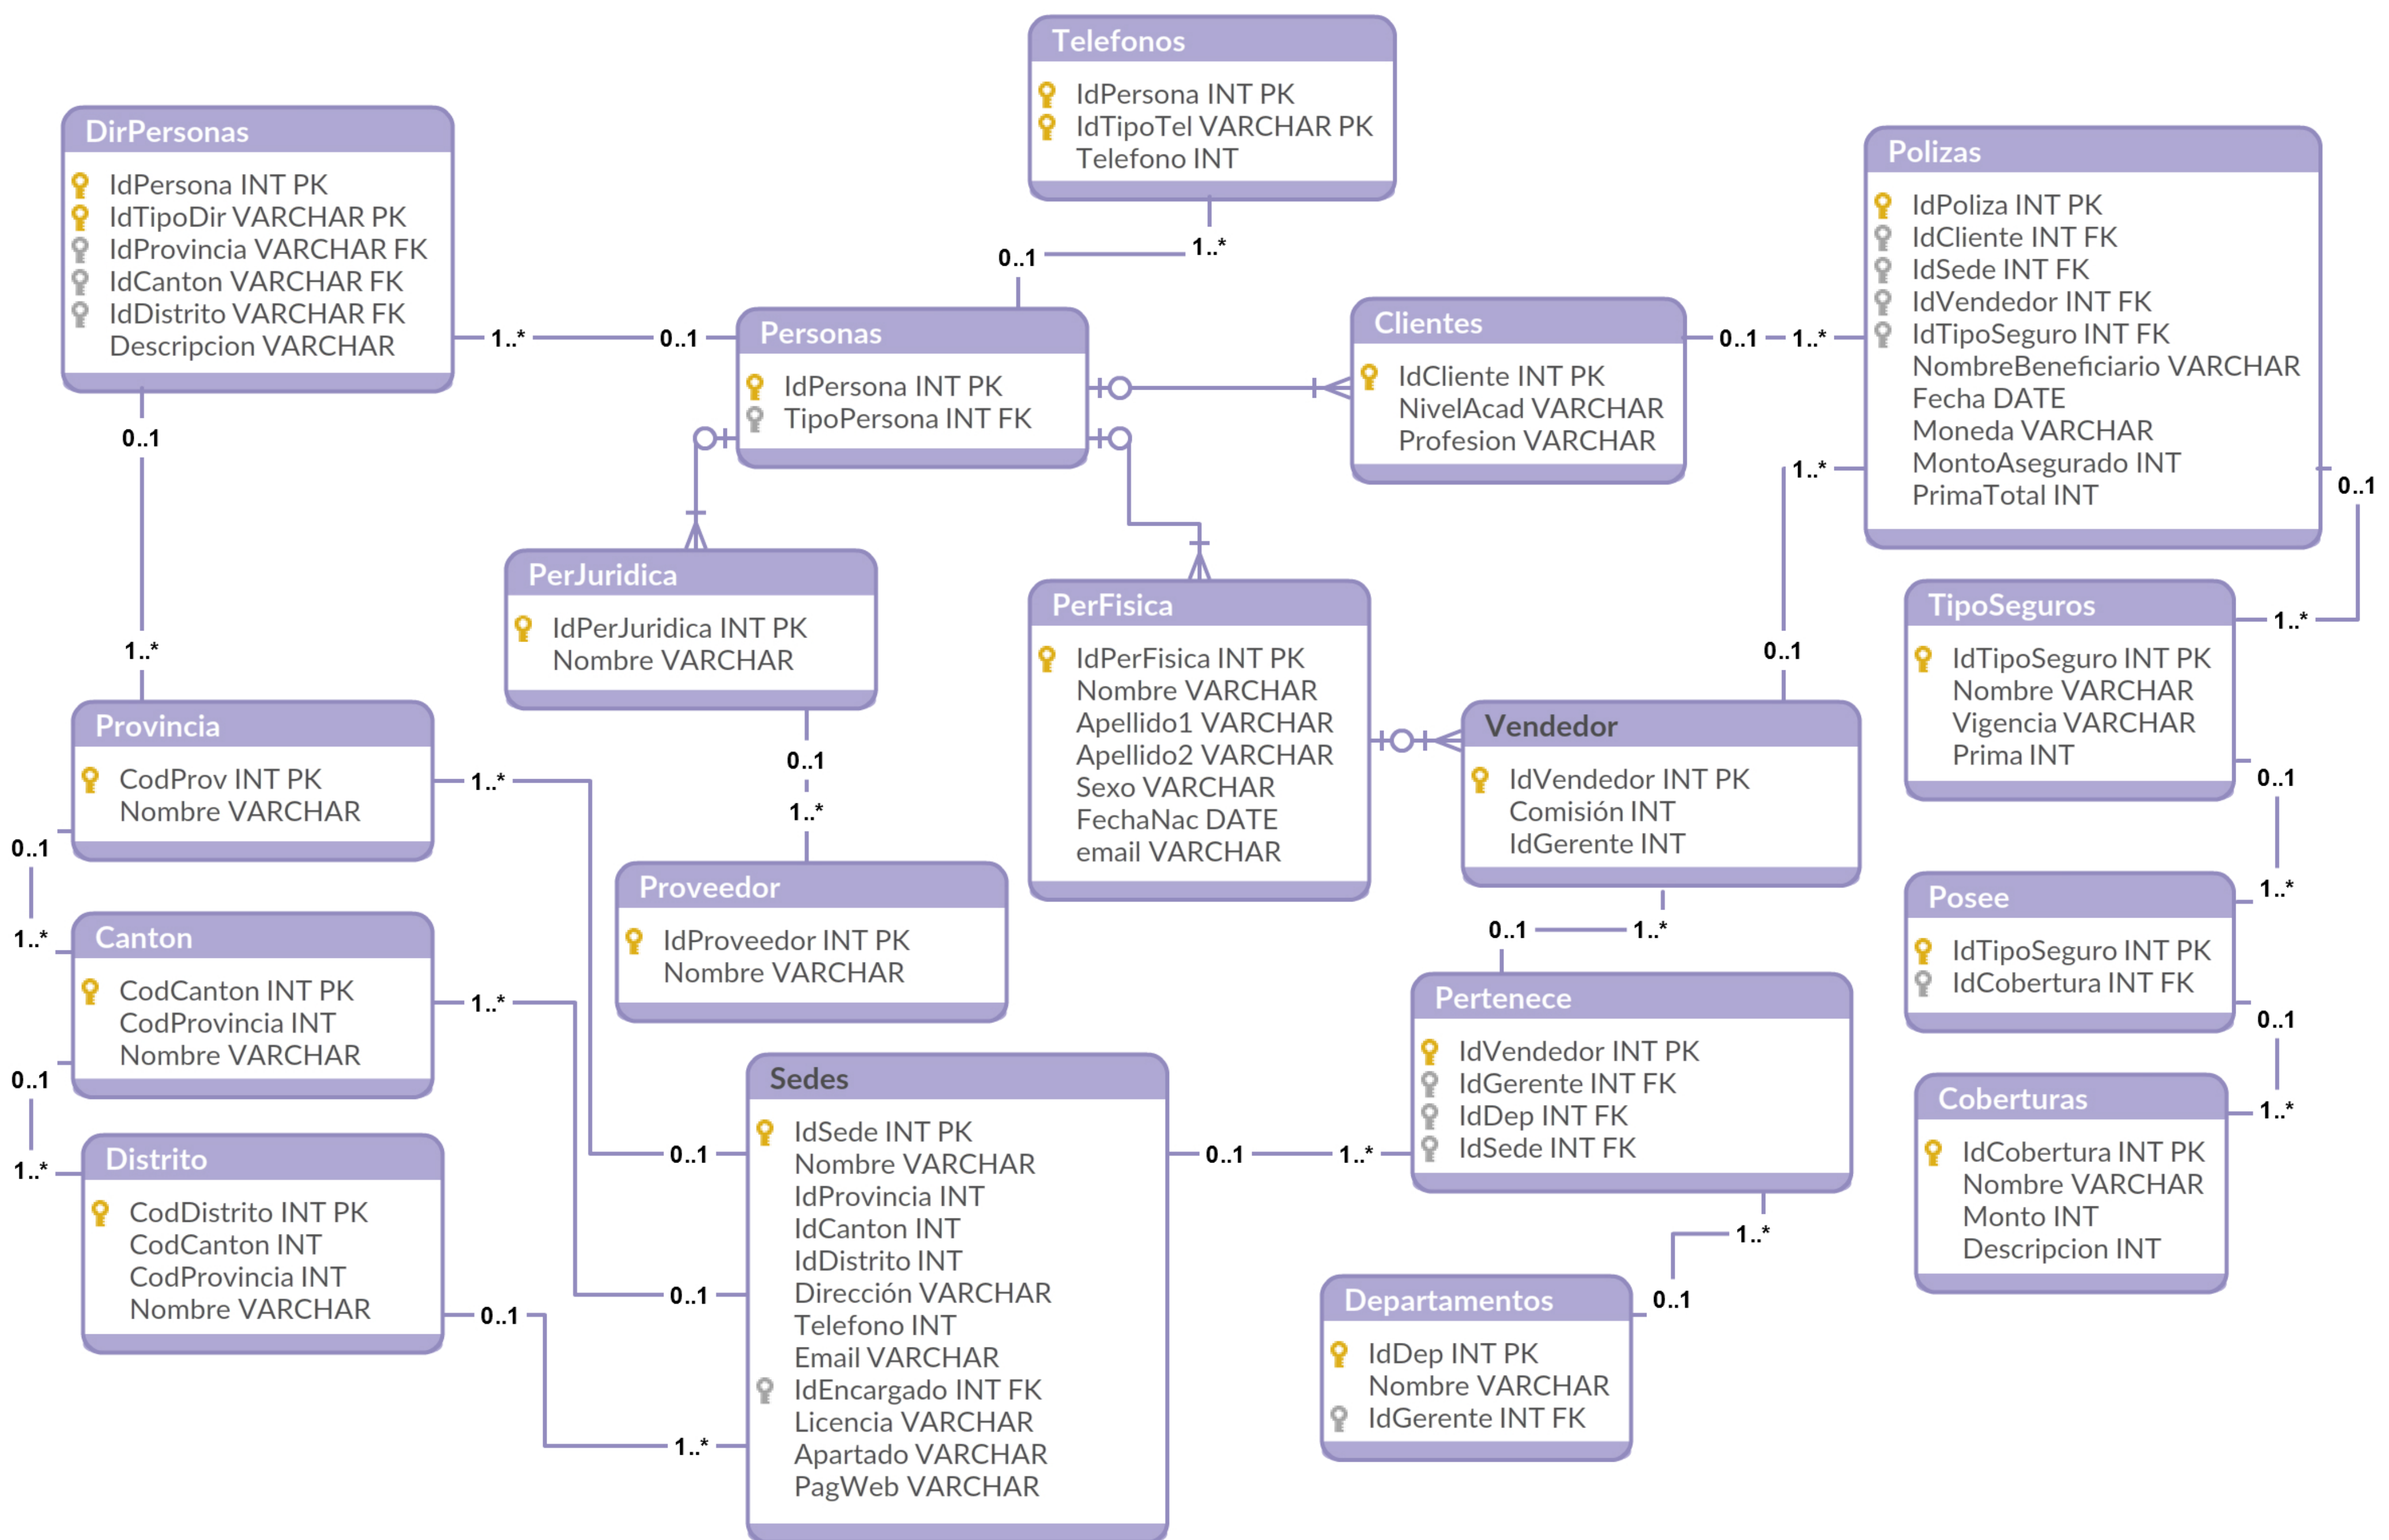 Telefonos
IdPersona INT PK
IdTipoTel VARCHAR PK
Telefono INT
DirPersonas
IdPersona INT PK
IdTipoDir VARCHAR PK
IdProvincia VARCHAR FK
IdCanton VARCHAR FK
IdDistrito VARCHAR FK
Descripcion VARCHAR
Polizas
IdPoliza INT PK
IdCliente INT FK
IdSede INT FK
IdVendedor INT FK
IdTipoSeguro INT FK
NombreBeneficiario VARCHAR
Fecha DATE
Moneda VARCHAR
MontoAsegurado INT
PrimaTotal INT
0..1
1..*
1..*
0..1
Personas
IdPersona INT PK
TipoPersona INT FK
Clientes
IdCliente INT PK
NivelAcad VARCHAR
Profesion VARCHAR
0..1
1..*
0..1
1..*
0..1
PerJuridica
IdPerJuridica INT PK
Nombre VARCHAR
PerFisica
IdPerFisica INT PK
Nombre VARCHAR
Apellido1 VARCHAR
Apellido2 VARCHAR
Sexo VARCHAR
FechaNac DATE
email VARCHAR
TipoSeguros
IdTipoSeguro INT PK
Nombre VARCHAR
Vigencia VARCHAR
Prima INT
1..*
1..*
0..1
Provincia
CodProv INT PK
Nombre VARCHAR
1..*
0..1
1..*
Vendedor
IdVendedor INT PK
Comisión INT
IdGerente INT
0..1
0..1
1..*
1..*
Canton
CodCanton INT PK
CodProvincia INT
Nombre VARCHAR
1..*
Proveedor
IdProveedor INT PK
Nombre VARCHAR
0..1
1..*
Posee
IdTipoSeguro INT PK
IdCobertura INT FK
0..1
1..*
Pertenece
IdVendedor INT PK
IdGerente INT FK
IdDep INT FK
IdSede INT FK
0..1
1..*
Distrito
CodDistrito INT PK
CodCanton INT
CodProvincia INT
Nombre VARCHAR
0..1
0..1
0..1
1..*
Sedes
IdSede INT PK
Nombre VARCHAR
IdProvincia INT
IdCanton INT
IdDistrito INT
Dirección VARCHAR
Telefono INT
Email VARCHAR
IdEncargado INT FK
Licencia VARCHAR
Apartado VARCHAR
PagWeb VARCHAR
0..1
1..*
Coberturas
IdCobertura INT PK
Nombre VARCHAR
Monto INT
Descripcion INT
1..*
0..1
Departamentos
IdDep INT PK
Nombre VARCHAR
IdGerente INT FK